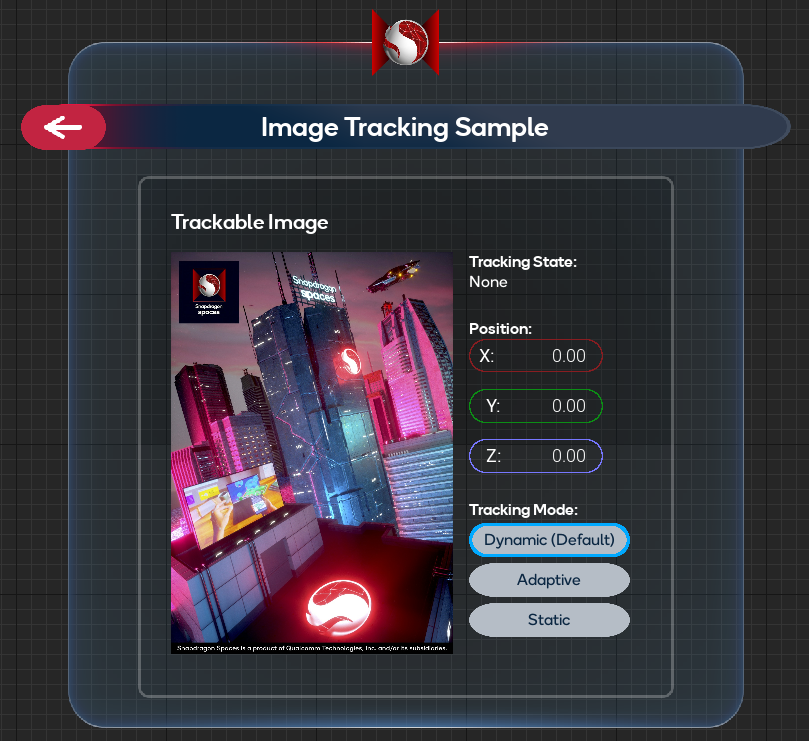 Image Tracking Sample
Trackable Image
Snapdragon
spaces
Snapdragon
spaces
Snapdragon Spaces is a product of Qualcomm Technologies, Inc. and/or its subsidiaries.
Tracking State:
None
Position:
X: 0.00
Y: 0.00
Z: 0.00
Tracking Mode:
Dynamic (Default)
Adaptive
Static